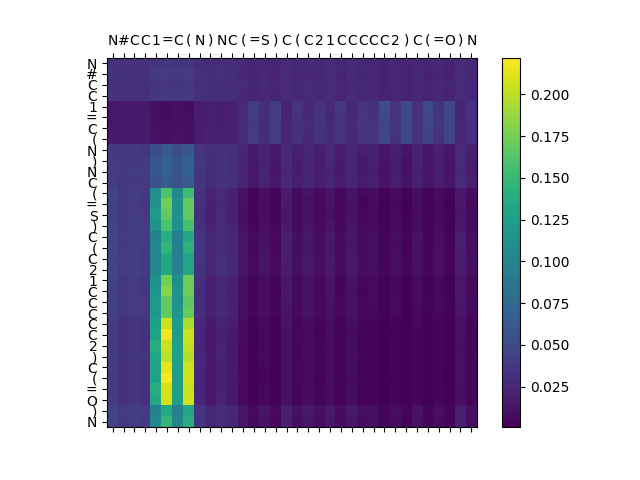 N#CC1=C(N)NC(=S)C(C21CCCCC2)C(=O)N
N
#
C
C
1
=
C
(
N
)
N
C
(
=
S
)
C
(
C
2
1
C
C
C
C
C
2
)
C
(
=
O
)
N
0.200
0.175
0.150
0.125
0.100
0.075
0.050
0.025